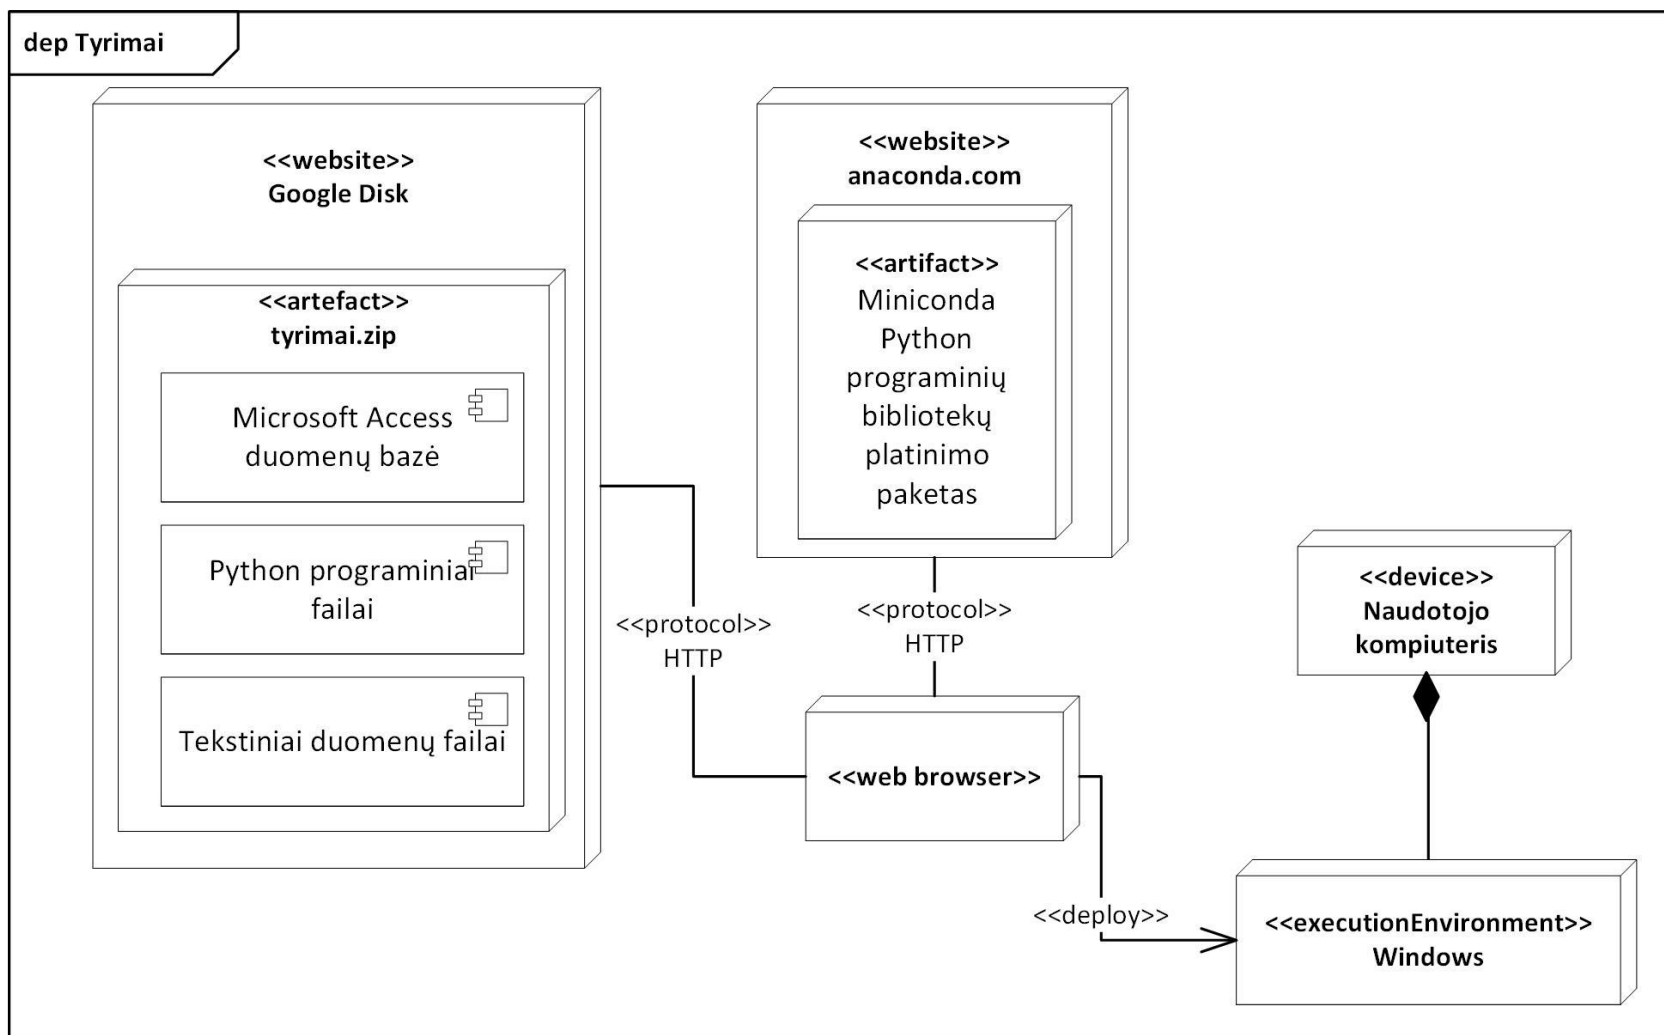 dep Tyrimai
<<website>>
Google Disk
<<artefact>>
tyrimai.zip
Microsoft Access
duomenų bazė
Python programiniai
failai
Tekstiniai duomenų failai
<<protocol>>
HTTP
<<website>>
anaconda.com
<<artifact>>
Miniconda
Python
programinių
bibliotekų
platinimo
paketas
<<protocol>>
HTTP
<<web browser>>
<<deploy>>
<<device>>
Naudotojo
kompiuteris
<<executionEnvironment>>
Windows